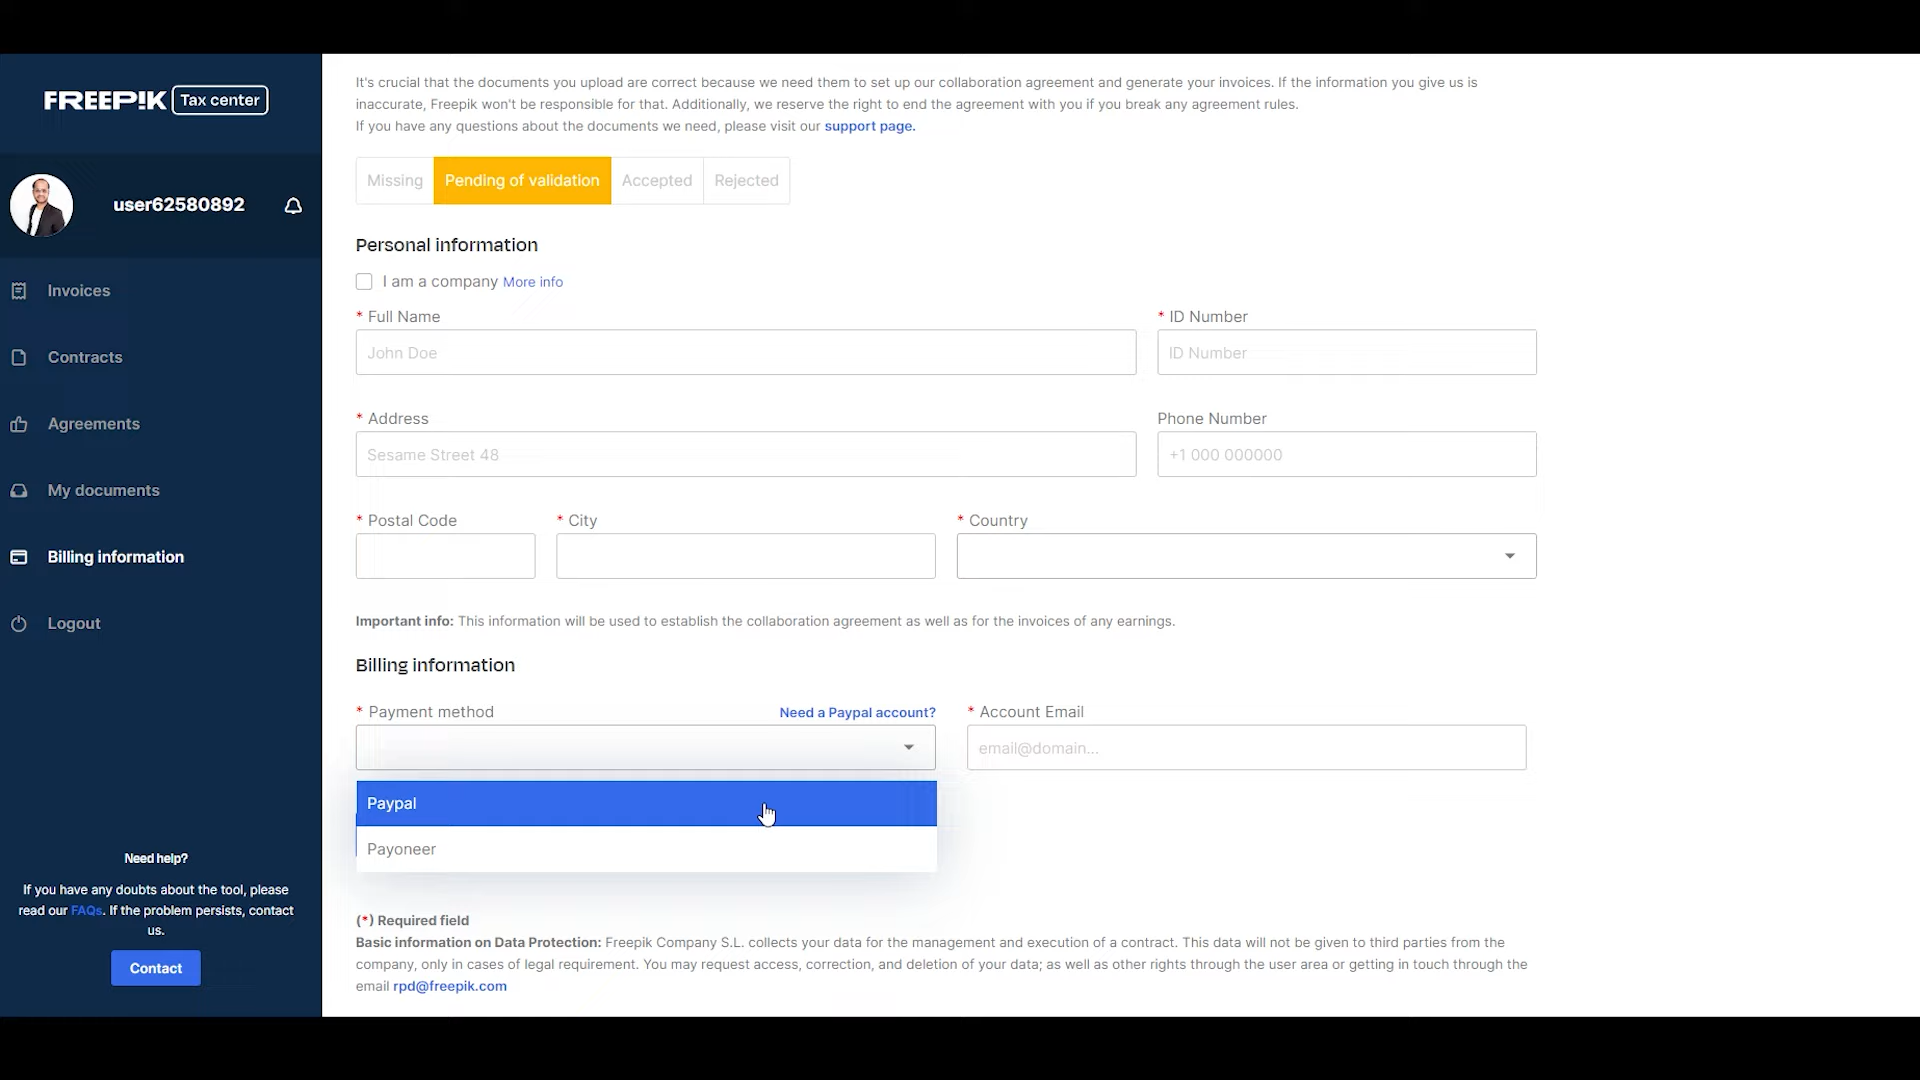 It's crucial that the documents you upload are correct because we need them to set up our collaboration agreement and generate your invoices. If the information you give us is
inaccurate, Freepik won't be responsible for that. Additionally, we reserve the right to end the agreement with you if you break any agreement rules.
If you have any questions about the documents we need, please visit our support page.
FREEP!K Tax center
Missing Pending of validation Accepted Rejected
user62580892
Personal information
I am a company More info
Invoices
* Full Name * ID Number
John Doe ID Number
Contracts
* Address Phone Number
Agreements
Sesame Street 48 +1 000 000000
My documents
* Postal Code * City * Country
Billing information
Important info: This information will be used to establish the collaboration agreement as well as for the invoices of any earnings.
Logout
Billing information
* Payment method Need a Paypal account? * Account Email
email@domain...
Paypal
Payoneer
Need help?
If you have any doubts about the tool, please
read our FAQs. If the problem persists, contact
us.
Contact
(*) Required field
Basic information on Data Protection: Freepik Company S.L. collects your data for the management and execution of a contract. This data will not be given to third parties from the
company, only in cases of legal requirement. You may request access, correction, and deletion of your data; as well as other rights through the user area or getting in touch through the
email rpd@freepik.com